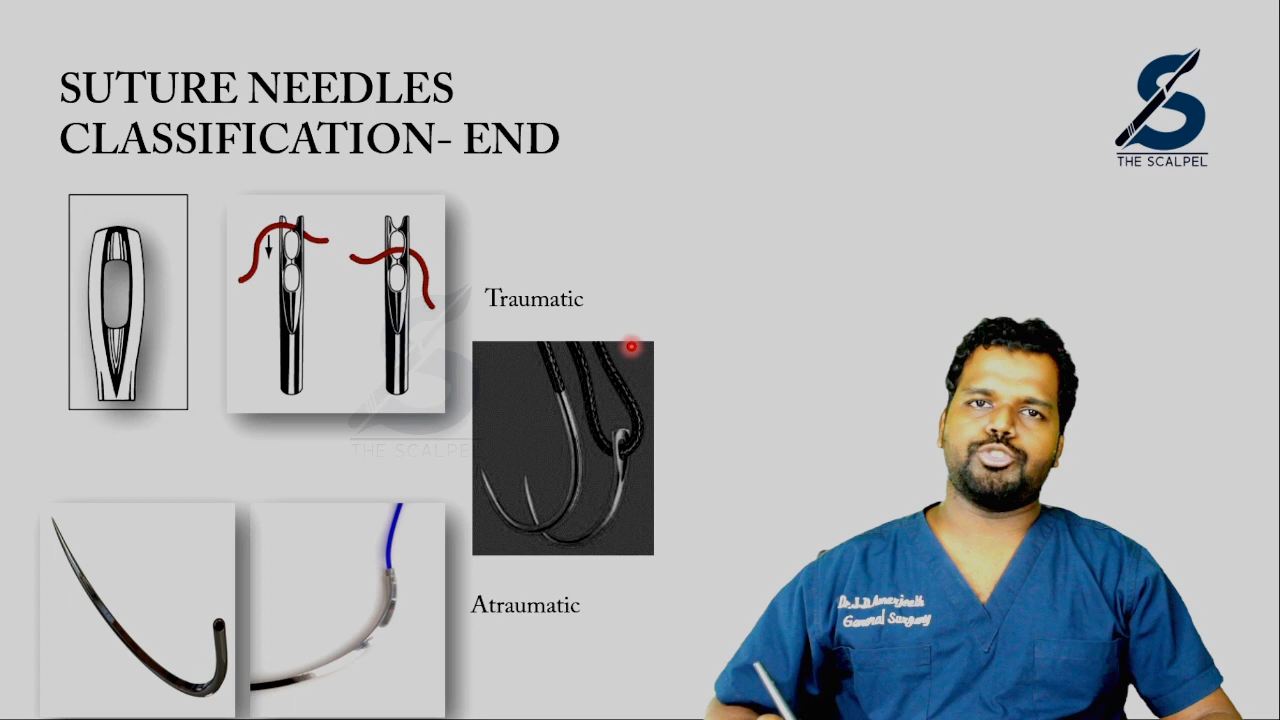 SUTURE NEEDLES
CLASSIFICATION- END
THE SCALPEL
Traumatic
THE SCALPEL
Atraumatic
General Surgery